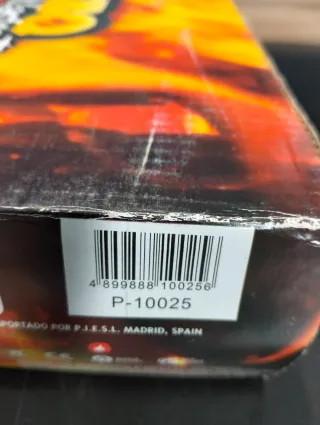 4 899888 100256
P-10025
PORTADO POR P.I.E.S.L. MADRID, SPAIN